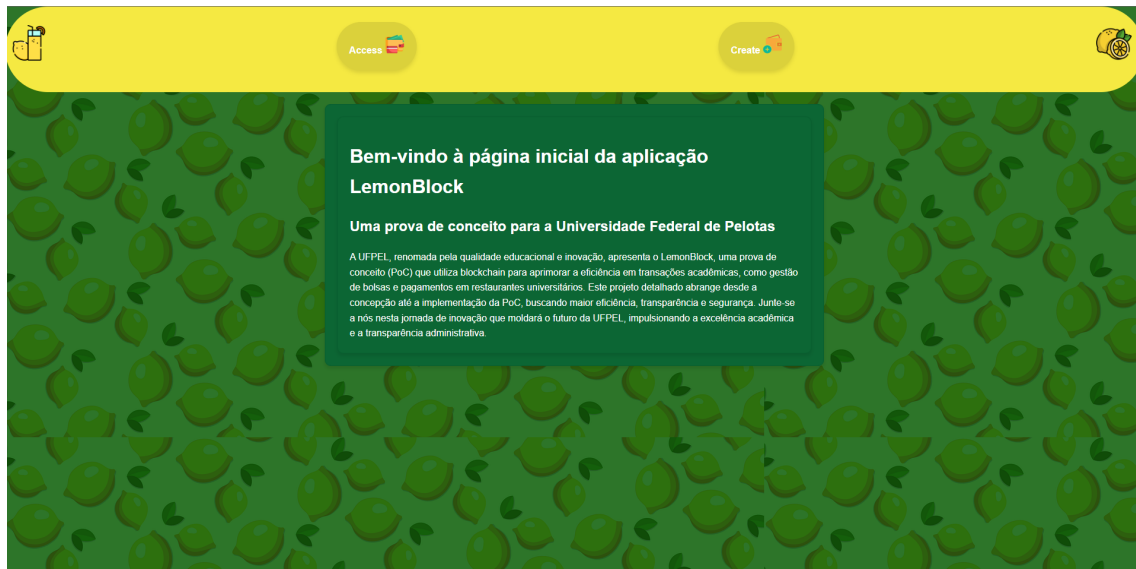 Access
Create
Bem-vindo à página inicial da aplicação
LemonBlock
Uma prova de conceito para a Universidade Federal de Pelotas
A UFPEL, renomada pela qualidade educacional e inovação, apresenta o LemonBlock, uma prova de
conceito (PoC) que utiliza blockchain para aprimorar a eficiência em transações acadêmicas, como gestão
de bolsas e pagamentos em restaurantes universitários. Este projeto detalhado abrange desde a
concepção até a implementação da PoC, buscando maior eficiência, transparência e segurança. Junte-se
a nós nesta jornada de inovação que moldará o futuro da UFPEL, impulsionando a excelência acadêmica
e a transparência administrativa.